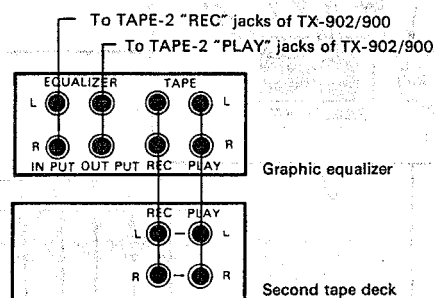 To TAPE-2 "REC" jacks of TX-902/900
To TAPE-2 "PLAY" jacks of TX-902/900
EQUALIZER TAPE
L L
R R
IN PUT OUT PUT REC PLAY
Graphic equalizer
REC PLAY
L L
R R
Second tape deck